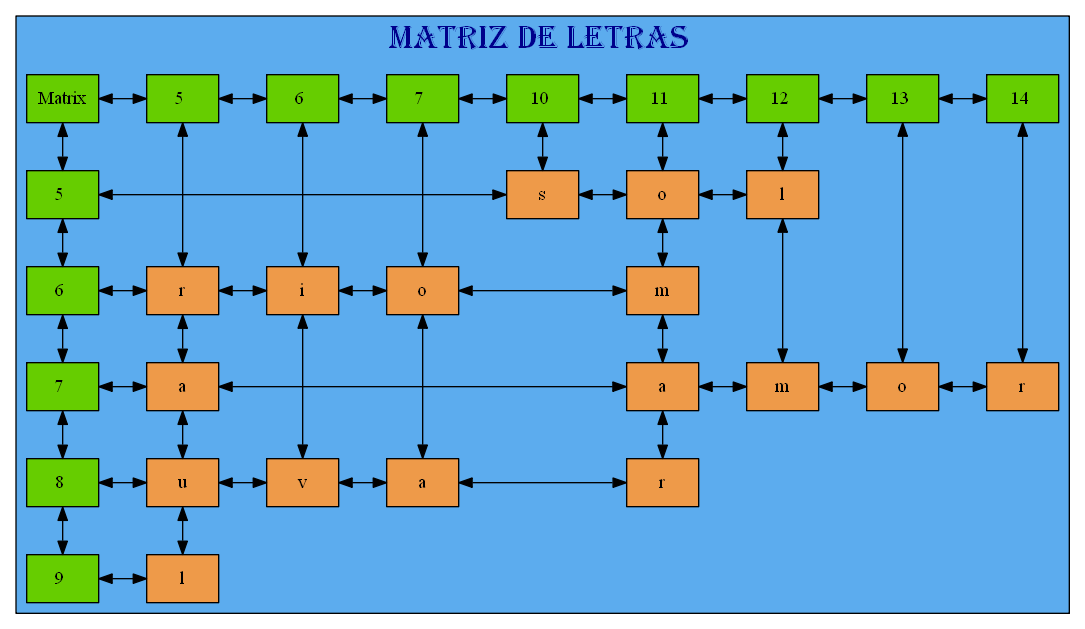 MATRIZ DE LETRAS
Matrix 5 6 7 10 11 12 13 14
5 s o l
6 r i o m
7 a a m o r
8 u v a r
9 l